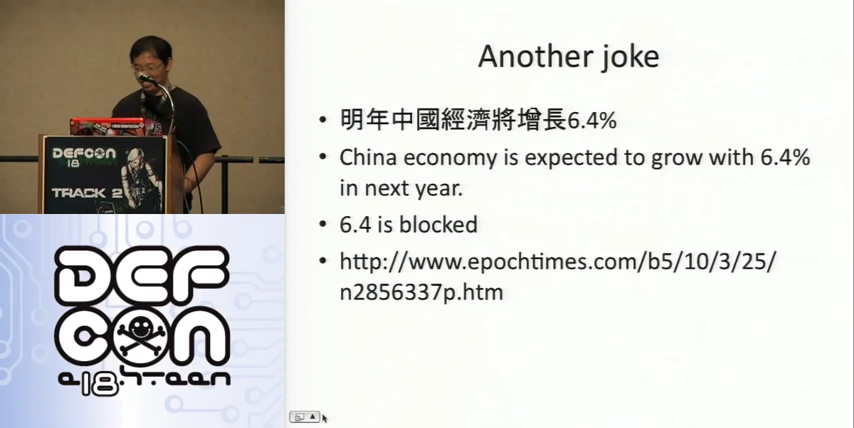 Another joke
• 明年中國經濟將增長6.4%
• China economy is expected to grow with 6.4%
in next year.
• 6.4 is blocked
• http://www.epochtimes.com/b5/10/3/25/
n2856337p.htm
DEFCON
18
TRACK 2
DEF
CON
e18hteen